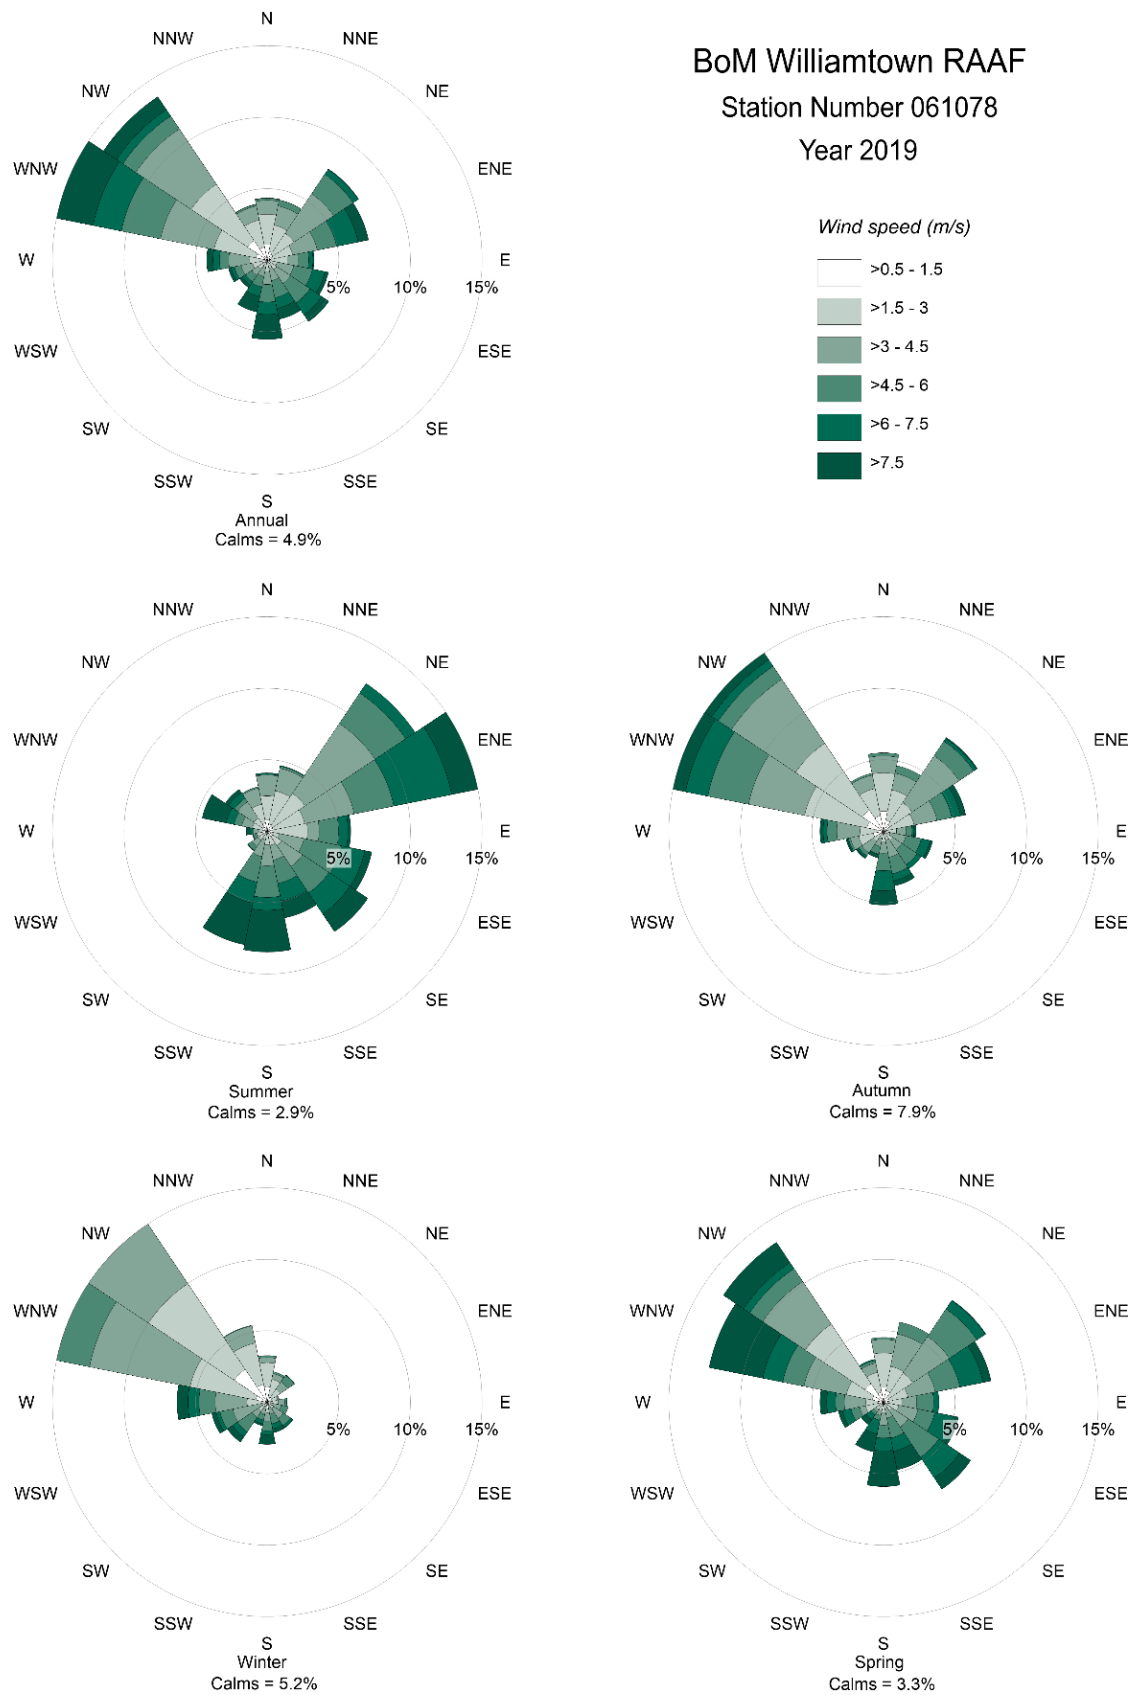 BoM Williamtown RAAF
Station Number 061078
Year 2019
Wind speed (m/s)
>0.5 - 1.5
>1.5 - 3
>3 - 4.5
>4.5 - 6
>6 - 7.5
>7.5
N
NNW
NNE
NW
NE
WNW
ENE
W
E
5%
10%
15%
WSW
ESE
SW
SE
SSW
SSE
S
Annual
Calms = 4.9%
N
NNW
NNE
NW
NE
WNW
ENE
W
E
5%
10%
15%
WSW
ESE
SW
SE
SSW
SSE
S
Summer
Calms = 2.9%
N
NNW
NNE
NW
NE
WNW
ENE
W
E
5%
10%
15%
WSW
ESE
SW
SE
SSW
SSE
S
Autumn
Calms = 7.9%
N
NNW
NNE
NW
NE
WNW
ENE
W
E
5%
10%
15%
WSW
ESE
SW
SE
SSW
SSE
S
Winter
Calms = 5.2%
N
NNW
NNE
NW
NE
WNW
ENE
W
E
5%
10%
15%
WSW
ESE
SW
SE
SSW
SSE
S
Spring
Calms = 3.3%